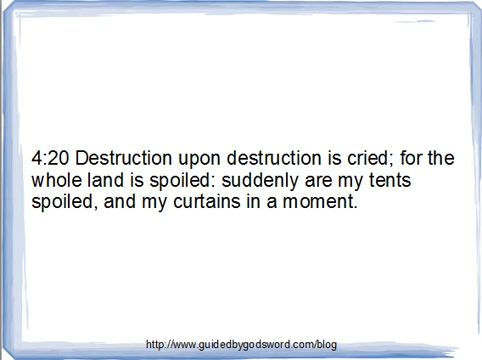 4:20 Destruction upon destruction is cried; for the
whole land is spoiled: suddenly are my tents
spoiled, and my curtains in a moment.
http://www.guidedbygodsword.com/blog